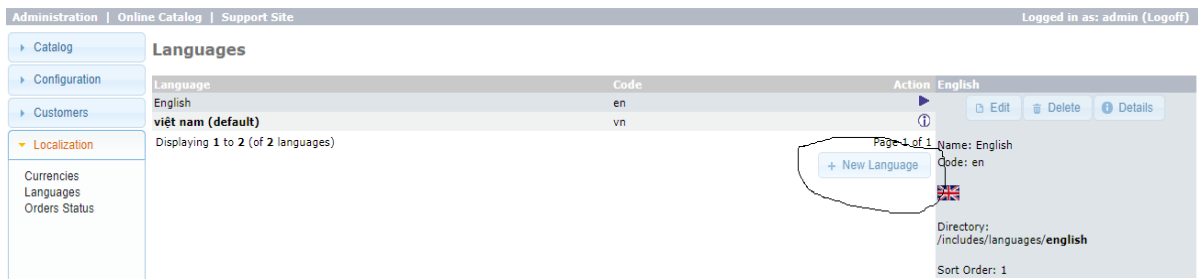 Administration | Online Catalog | Support Site Logged in as: admin (Logoff)
Catalog
Configuration
Customers
Localization
Currencies
Languages
Orders Status
Languages
Language Code Action
English en
việt nam (default) vn
Displaying 1 to 2 (of 2 languages) Page 1 of 1
+ New Language
English
Edit Delete Details
Name: English
Code: en
Directory:
/includes/languages/english
Sort Order: 1